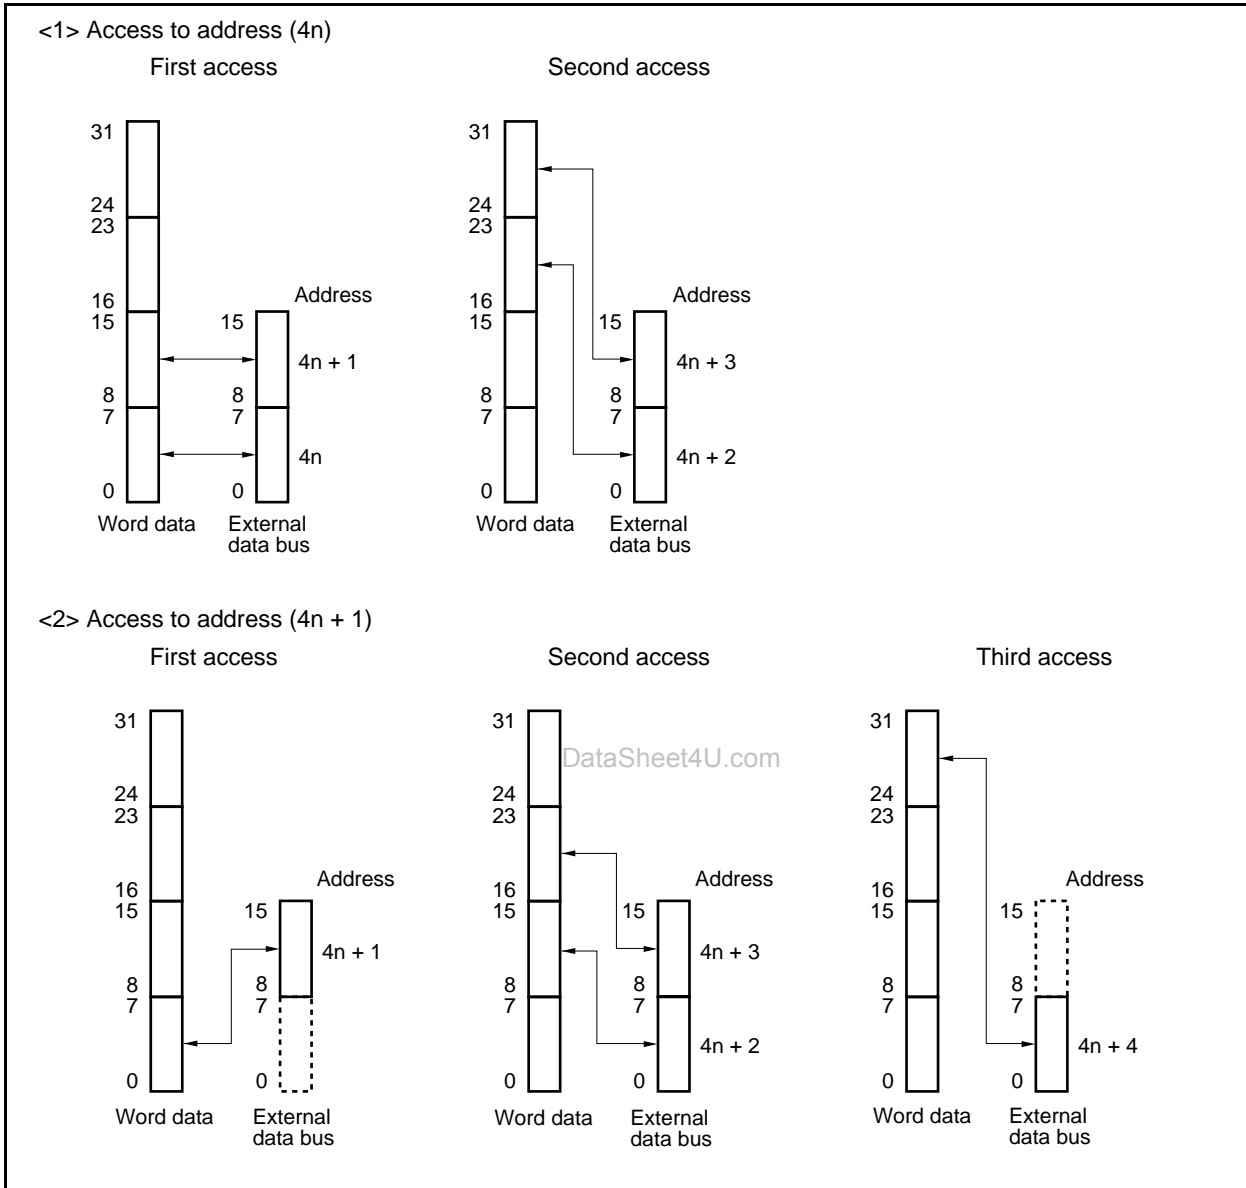 <1> Access to address (4n)
First access
Second access
31
24
23
16
15
8
7
0
Word data
Address
15
4n + 1
8
7
4n
0
External
data bus
31
24
23
16
15
8
7
0
Word data
Address
15
4n + 3
8
7
4n + 2
0
External
data bus
<2> Access to address (4n + 1)
First access
Second access
Third access
31
24
23
16
15
8
7
0
Word data
Address
15
4n + 1
8
7
0
External
data bus
DataSheet4U.com
31
24
23
16
15
8
7
0
Word data
Address
15
4n + 3
8
7
4n + 2
0
External
data bus
31
24
23
16
15
8
7
0
Word data
Address
15
8
7
4n + 4
0
External
data bus